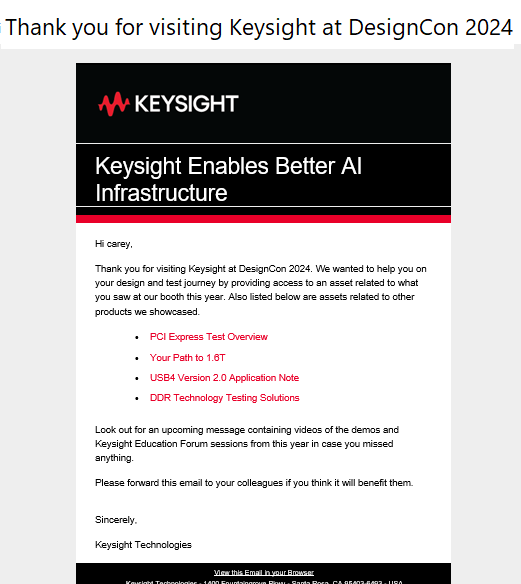 Thank you for visiting Keysight at DesignCon 2024
KEYSIGHT
Keysight Enables Better AI
Infrastructure
Hi carey,
Thank you for visiting Keysight at DesignCon 2024. We wanted to help you on
your design and test journey by providing access to an asset related to what
you saw at our booth this year. Also listed below are assets related to other
products we showcased.
• PCI Express Test Overview
• Your Path to 1.6T
• USB4 Version 2.0 Application Note
• DDR Technology Testing Solutions
Look out for an upcoming message containing videos of the demos and
Keysight Education Forum sessions from this year in case you missed
anything.
Please forward this email to your colleagues if you think it will benefit them.
Sincerely,
Keysight Technologies
View this Email in your Browser
Keysight Technologies - 1400 Fountaingrove Pkwy - Santa Rosa, CA 95403-6493 - USA